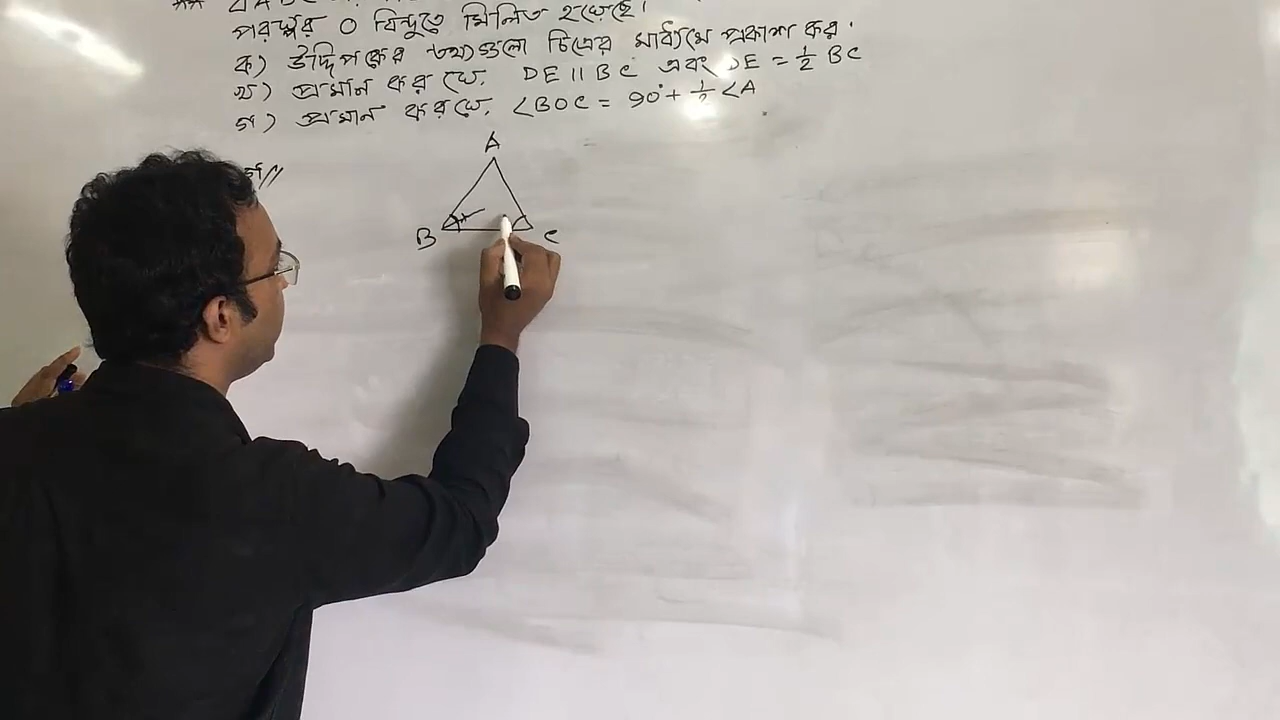 ** ΔABC
পরস্পর O বিন্দুতে মিলিত হয়েছে।
ক) উদ্দিপকের তথ্যগুলো চিত্রের মাধ্যমে প্রকাশ কর।
খ) প্রমান কর যে, DE || BC এবং DE = 1/2 BC
গ) প্রমান কর যে, ∠BOC = 90° + 1/2 ∠A
A
B C